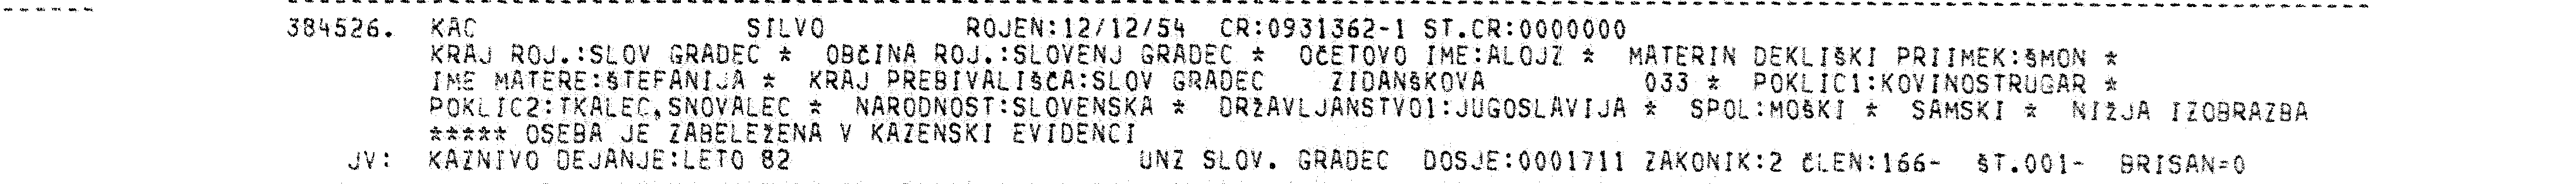 384526. KAC SILVO ROJEN:12/12/54 CR:0931362-1 ST.CR:0000000
KRAJ ROJ.:SLOV GRADEC * OBČINA ROJ.:SLOVENJ GRADEC * OČETOVO IME:ALOJZ * MATERIN DEKLIŠKI PRIIMEK:ŠMON *
IME MATERE:ŠTEFANIJA * KRAJ PREBIVALIŠČA:SLOV GRADEC ZIDANŠKOVA 033 * POKLIC1:KOVINOSTRUGAR *
POKLIC2:TKALEC,SNOVALEC * NARODNOST:SLOVENSKA * DRŽAVLJANSTVO1:JUGOSLAVIJA * SPOL:MOŠKI * SAMSKI * NIŽJA IZOBRAZBA
***** OSEBA JE ZABELEŽENA V KAZENSKI EVIDENCI
JV: KAZNIVO DEJANJE:LETO 82 UNZ SLOV. GRADEC DOSJE:0001711 ZAKONIK:2 ČLEN:166- ŠT.001- BRISAN=0